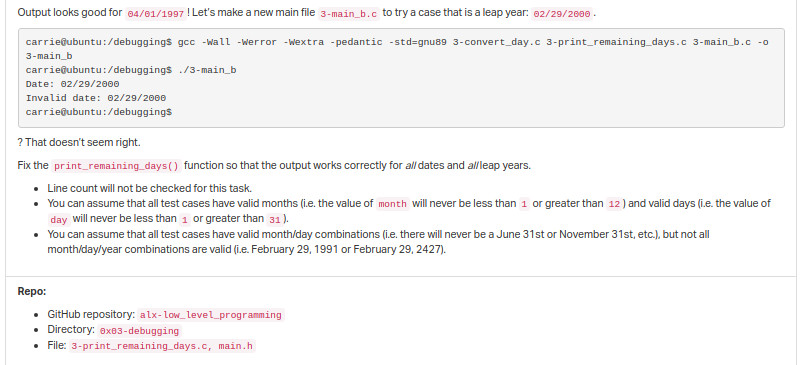 Output looks good for 04/01/1997! Let's make a new main file 3-main_b.c to try a case that is a leap year: 02/29/2000.
carrie@ubuntu:/debugging$ gcc -Wall -Werror -Wextra -pedantic -std=gnu89 3-convert_day.c 3-print_remaining_days.c 3-main_b.c -o
3-main_b
carrie@ubuntu:/debugging$ ./3-main_b
Date: 02/29/2000
Invalid date: 02/29/2000
carrie@ubuntu:/debugging$
? That doesn't seem right.
Fix the print_remaining_days() function so that the output works correctly for all dates and all leap years.
• Line count will not be checked for this task.
• You can assume that all test cases have valid months (i.e. the value of month will never be less than 1 or greater than 12) and valid days (i.e. the value of
day will never be less than 1 or greater than 31).
• You can assume that all test cases have valid month/day combinations (i.e. there will never be a June 31st or November 31st, etc.), but not all
month/day/year combinations are valid (i.e. February 29, 1991 or February 29, 2427).
Repo:
• GitHub repository: alx-low_level_programming
• Directory: 0x03-debugging
• File: 3-print_remaining_days.c, main.h